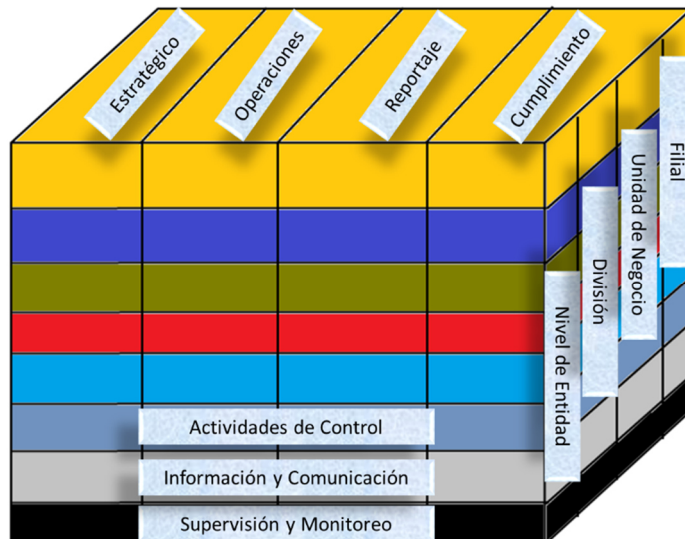 Estratégico
Operaciones
Reportaje
Cumplimiento
Filial
Unidad de Negocio
División
Nivel de Entidad
Actividades de Control
Información y Comunicación
Supervisión y Monitoreo